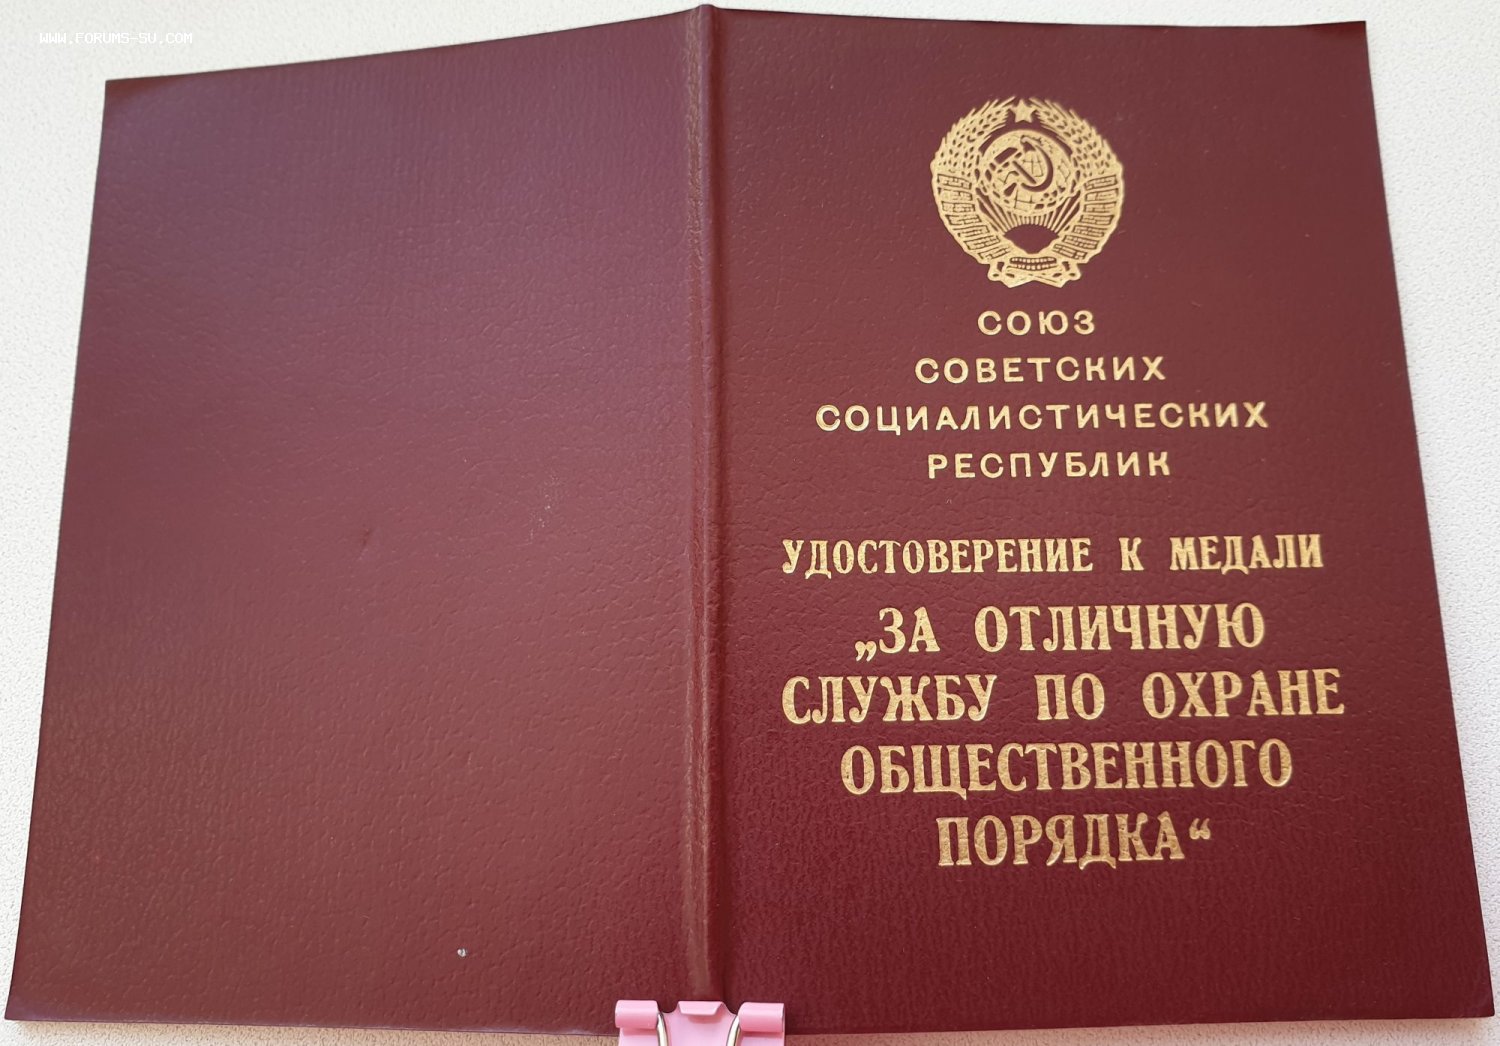 WWW.FORUMS-SU.COM
СОЮЗ
СОВЕТСКИХ
СОЦИАЛИСТИЧЕСКИХ
РЕСПУБЛИК
УДОСТОВЕРЕНИЕ К МЕДАЛИ
„ЗА ОТЛИЧНУЮ
СЛУЖБУ ПО ОХРАНЕ
ОБЩЕСТВЕННОГО
ПОРЯДКА“